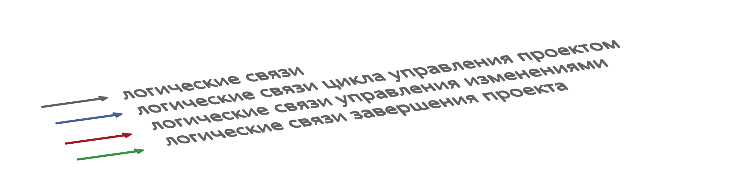 логические связи
логические связи цикла управления проектом
логические связи управления изменениями
логические связи завершения проекта